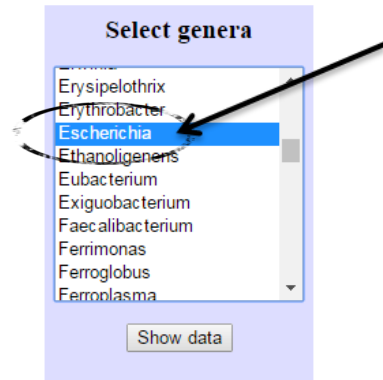 Select genera
Erysipelothrix
Erythrobacter
Escherichia
Ethanoligenens
Eubacterium
Exiguobacterium
Faecalibacterium
Ferrimonas
Ferroglobus
Ferroplasma
Show data